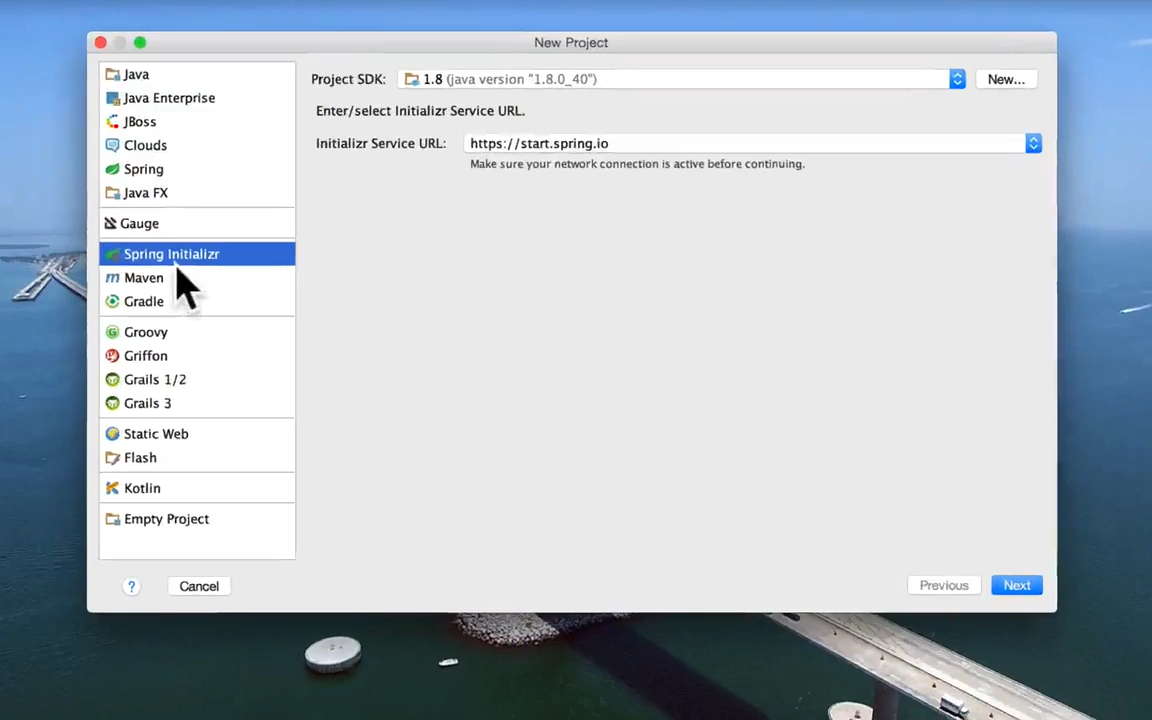 New Project
Java
Java Enterprise
JBoss
Clouds
Spring
Java FX
Gauge
Spring Initializr
Maven
Gradle
Groovy
Griffon
Grails 1/2
Grails 3
Static Web
Flash
Kotlin
Empty Project
Project SDK: 1.8 (java version "1.8.0_40") New...
Enter/select Initializr Service URL.
Initializr Service URL: https://start.spring.io
Make sure your network connection is active before continuing.
? Cancel Previous Next